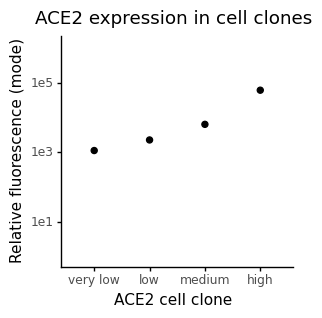 ACE2 expression in cell clones
Relative fluorescence (mode)
1e5
1e3
1e1
very low low medium high
ACE2 cell clone